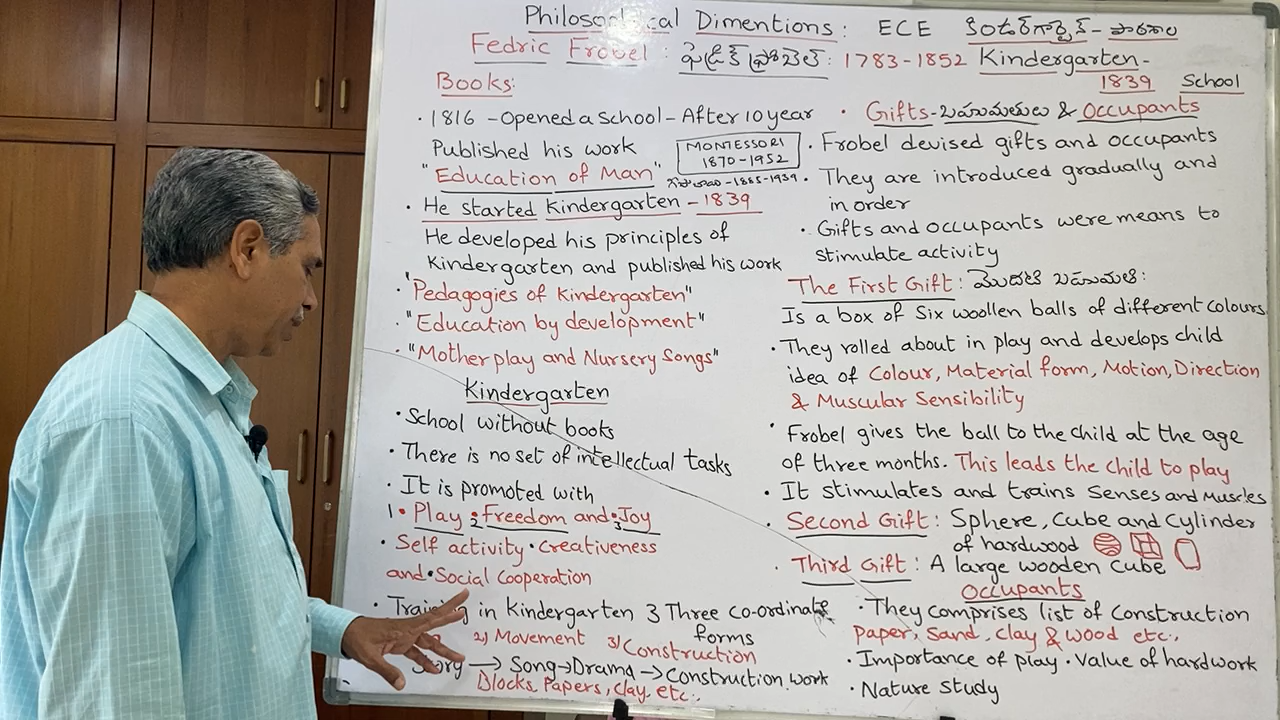 Philosophical Dimentions : ECE కిండర్‌గార్టెన్ - పాఠశాల
Fedric Frobel : ఫెడ్రిక్ ఫ్రోబెల్ : 1783-1852 Kindergarten-
1839 School
Books:
· 1816 - Opened a school - After 10 year
Published his work
"Education of Man"
MONTESSORI
1870-1952
-1885-1939
· He started Kindergarten - 1839
He developed his principles of
Kindergarten and published his work
· "Pedagogies of Kindergarten"
· "Education by development"
· "Mother play and Nursery Songs"
Kindergarten
· School without books
· There is no set of intellectual tasks
· It is promoted with
1 · Play · 2 Freedom and · 3 Joy
· Self activity · Creativeness
and · Social Cooperation
· Training in Kindergarten 3 Three co-ordinate
forms
2) Movement 3) Construction
Story → Song → Drama → Construction work
Blocks, Papers, clay etc.,
· Gifts - బహుమతులు & Occupants
· Frobel devised gifts and occupants
· They are introduced gradually and
in order
· Gifts and occupants were means to
stimulate activity
The First Gift : మొదటి బహుమతి :
Is a box of Six woollen balls of different colours.
· They rolled about in play and develops child
idea of Colour, Material form, Motion, Direction
& Muscular Sensibility
· Frobel gives the ball to the child at the age
of three months. This leads the child to play
· It stimulates and trains Senses and Muscles
· Second Gift : Sphere, Cube and Cylinder
of hardwood
· Third Gift : A large wooden cube
Occupants
· They comprises list of Construction
Paper, Sand, clay & wood etc.,
· Importance of play · Value of hardwork
· Nature study